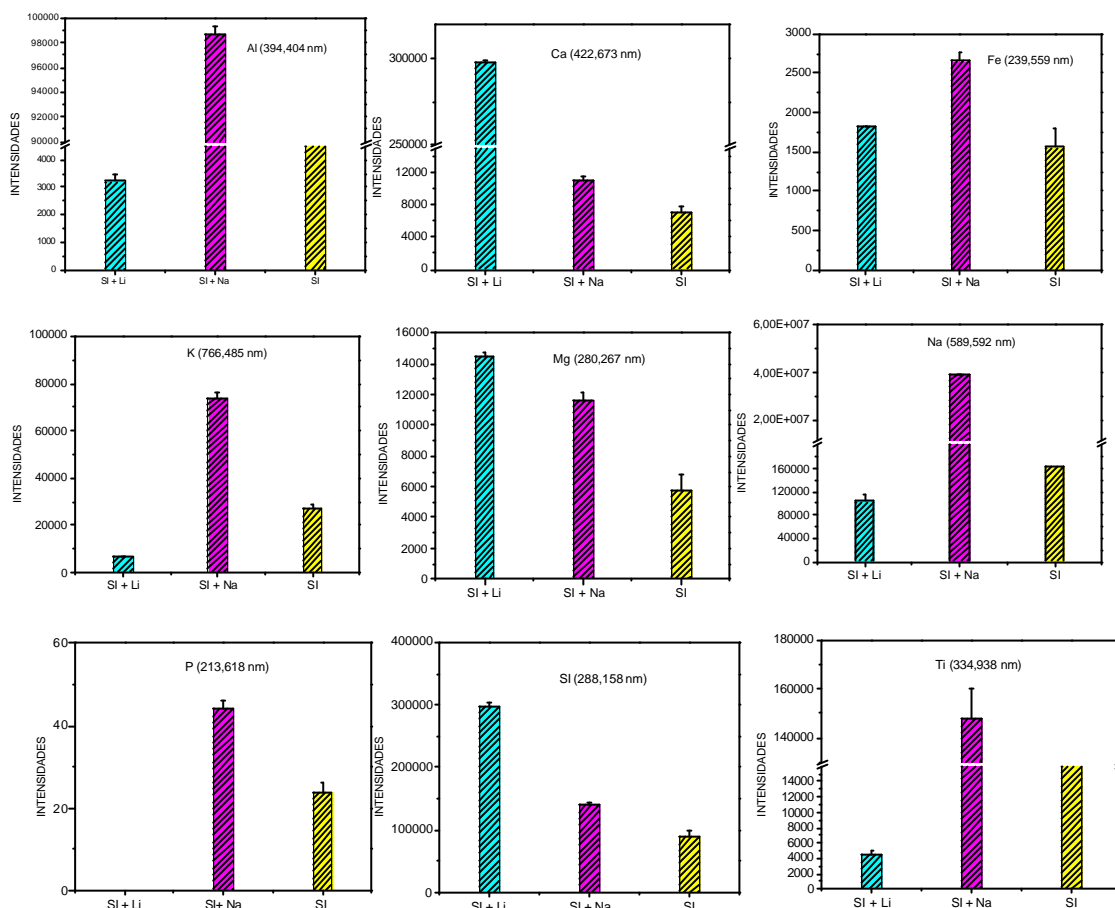 Al (394,404 nm)
INTENSIDADES
100000
98000
96000
94000
92000
90000
4000
3000
2000
1000
0
SI + Li
SI + Na
SI
Ca (422,673 nm)
INTENSIDADES
300000
25000
12000
8000
4000
0
SI + Li
SI + Na
SI
Fe (239,559 nm)
INTENSIDADES
3000
2500
2000
1500
1000
500
0
SI + Li
SI + Na
SI
K (766,485 nm)
INTENSIDADES
100000
80000
60000
40000
20000
0
SI + Li
SI + Na
SI
Mg (280,267 nm)
INTENSIDADES
16000
14000
12000
10000
8000
6000
4000
2000
0
SI + Li
SI + Na
SI
Na (589,592 nm)
INTENSIDADES
6,00E+007
4,00E+007
2,00E+007
160000
120000
80000
40000
0
SI + Li
SI + Na
SI
P (213,618 nm)
INTENSIDADES
60
40
20
0
SI + Li
SI+ Na
SI
SI (288,158 nm)
INTENSIDADES
400000
300000
200000
100000
0
SI + Li
SI + Na
SI
Ti (334,938 nm)
INTENSIDADES
180000
160000
140000
14000
12000
10000
8000
6000
4000
2000
0
SI + Li
SI + Na
SI